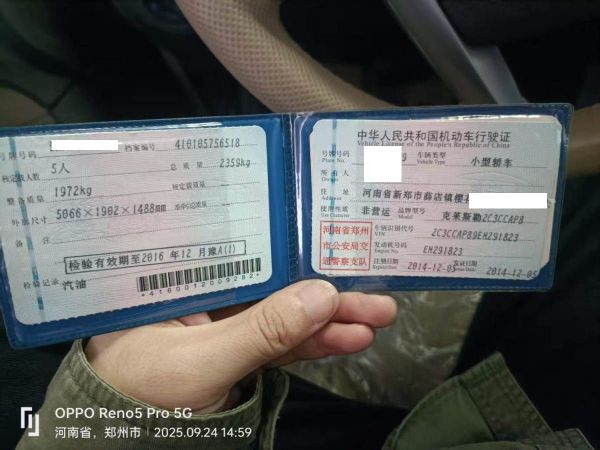 号牌号码 档案编号 410105756518
核定载人数 5人 总质量 2359kg
整备质量 1972kg 核定载质量
外廓尺寸 5066×1902×1488 准牵引总质量
备注
检验有效期至2016年12月豫A(1)
检验记录 汽油
*4160012009282*
中华人民共和国机动车行驶证
Vehicle License of the People's Republic of China
号牌号码 Plate No. 9 车辆类型 Vehicle Type 小型轿车
所有人 Owner
住址 Address 河南省新郑市薛店镇樱
使用性质 Use Character 非营运 品牌型号 Model 克莱斯勒2C3CCAP8
河南省郑州
市公安局交
通警察支队
车辆识别代号 VIN 2C3CCAP89EH291823
发动机号码 Engine No. EH291823
注册日期 Registration 2014-12-05 发证日期 2014-12-05
OPPO Reno5 Pro 5G
河南省，郑州市 | 2025.09.24 14:59